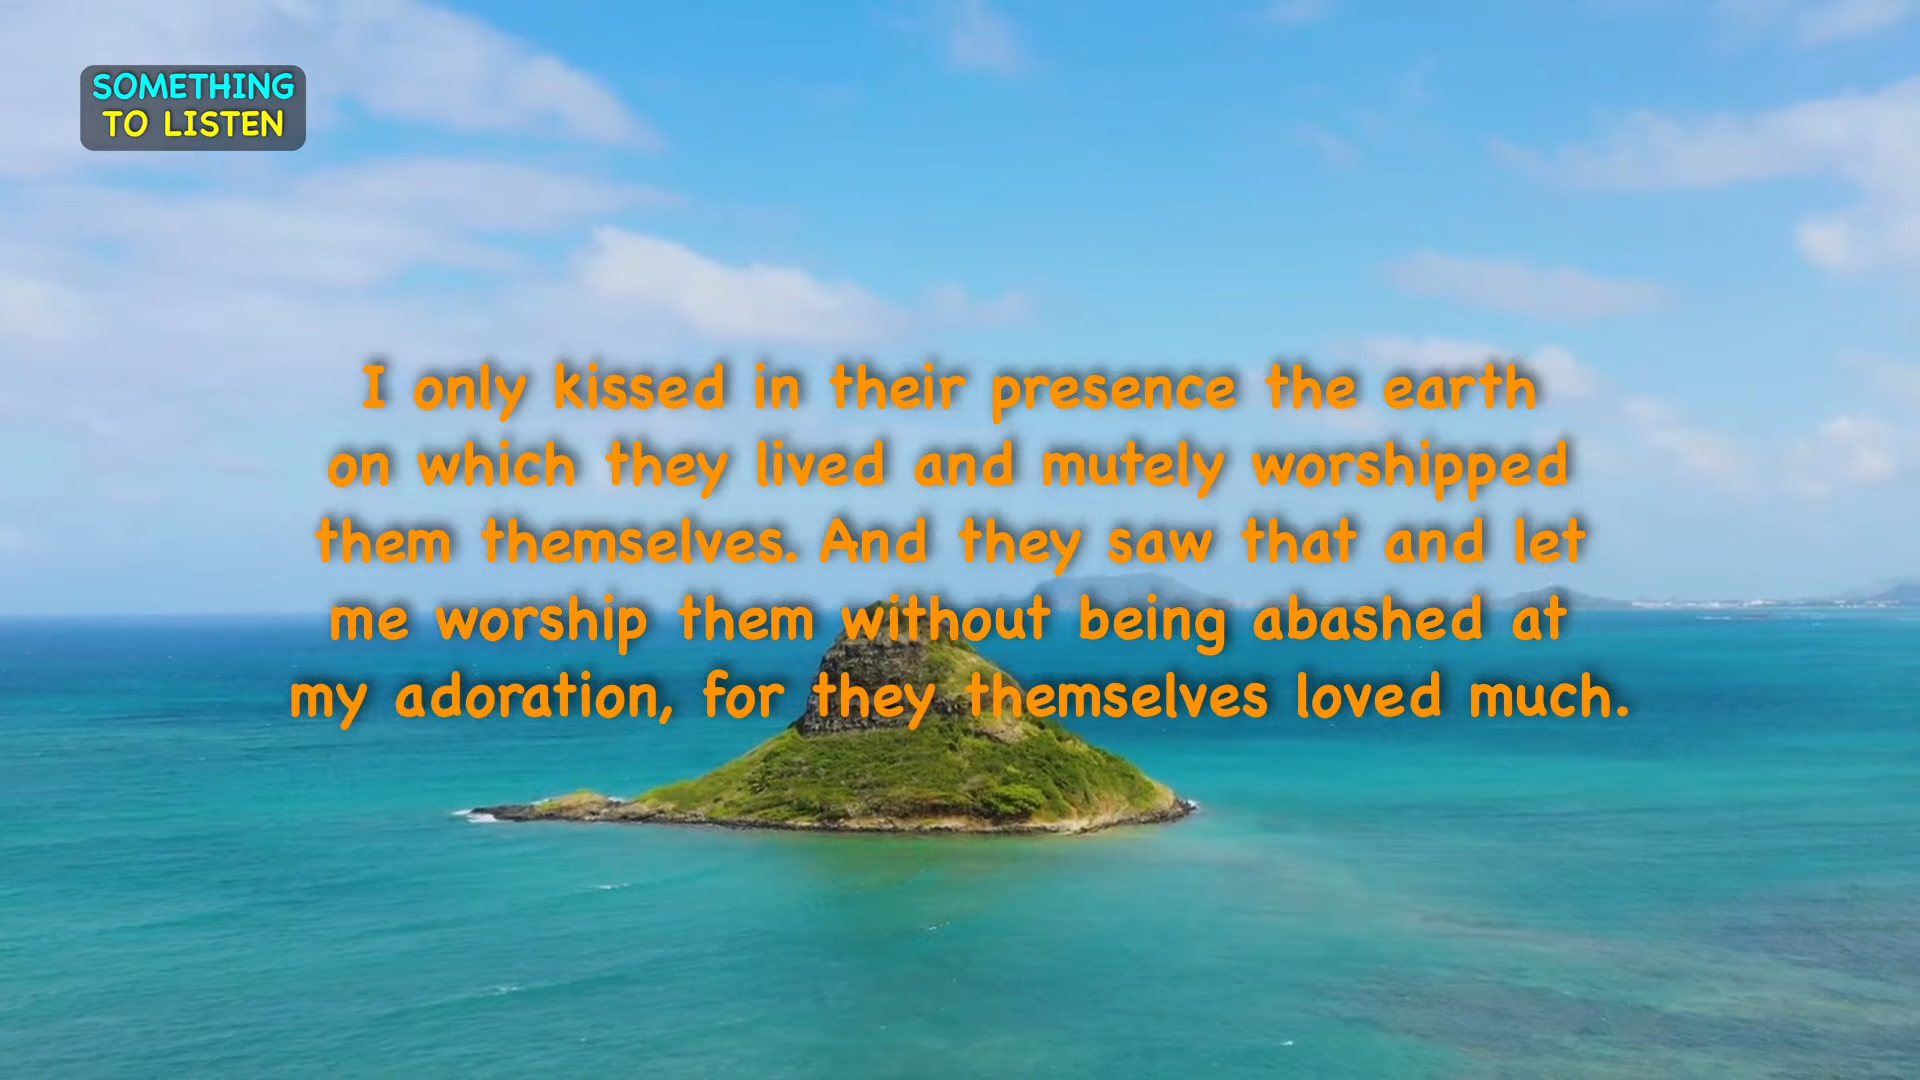 SOMETHING
TO LISTEN
I only kissed in their presence the earth
on which they lived and mutely worshipped
them themselves. And they saw that and let
me worship them without being abashed at
my adoration, for they themselves loved much.